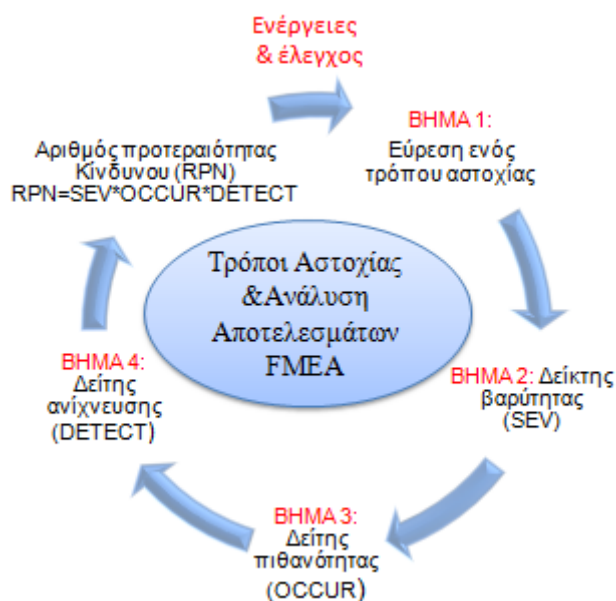 Ενέργειες
& έλεγχος
ΒΗΜΑ 1:
Εύρεση ενός
τρόπου αστοχίας
ΒΗΜΑ 2: Δείκτης
βαρύτητας
(SEV)
ΒΗΜΑ 3:
Δείτης
πιθανότητας
(OCCUR)
ΒΗΜΑ 4:
Δείτης
ανίχνευσης
(DETECT)
Αριθμός προτεραιότητας
Κίνδυνου (RPN)
RPN=SEV*OCCUR*DETECT
Τρόποι Αστοχίας
&Ανάλυση
Αποτελεσμάτων
FMEA